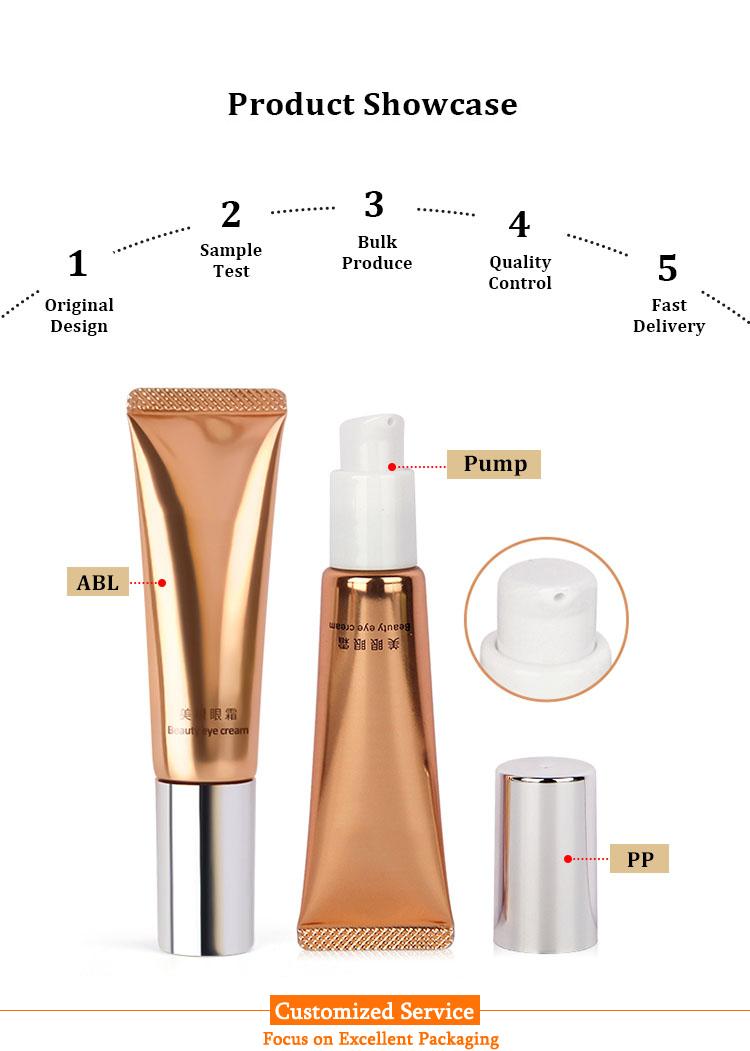 Product Showcase
1
Original
Design
2
Sample
Test
3
Bulk
Produce
4
Quality
Control
5
Fast
Delivery
Pump
ABL
Beauty eye cream
美眼眼霜
美眼眼霜
Beauty eye cream
PP
Customized Service
Focus on Excellent Packaging